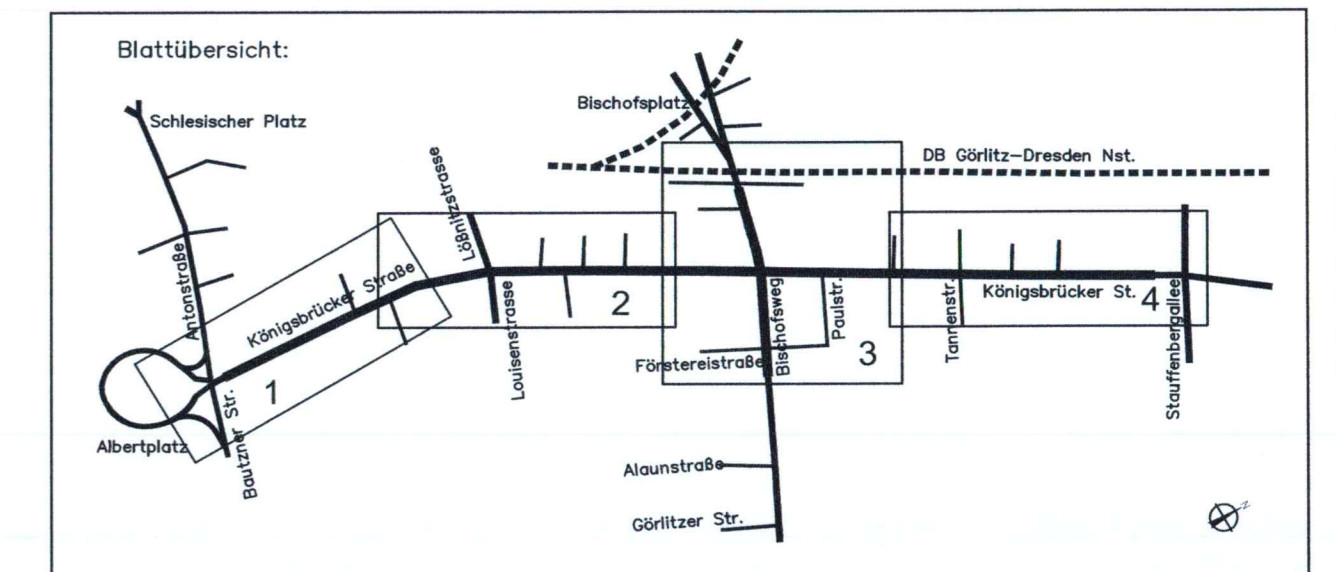 Blattübersicht:
Schlesischer Platz
Bischofsplatz
DB Görlitz-Dresden Nst.
Lößnitzstrasse
Antonstraße
Königsbrücker Straße
Louisenstrasse
2
Königsbrücker St.
4
Paulstr.
Bischofsweg
3
Förstereistraße
Tannenstr.
Stauffenbergallee
1
Albertplatz
Bautzner Str.
Alaunstraße
Görlitzer Str.
N